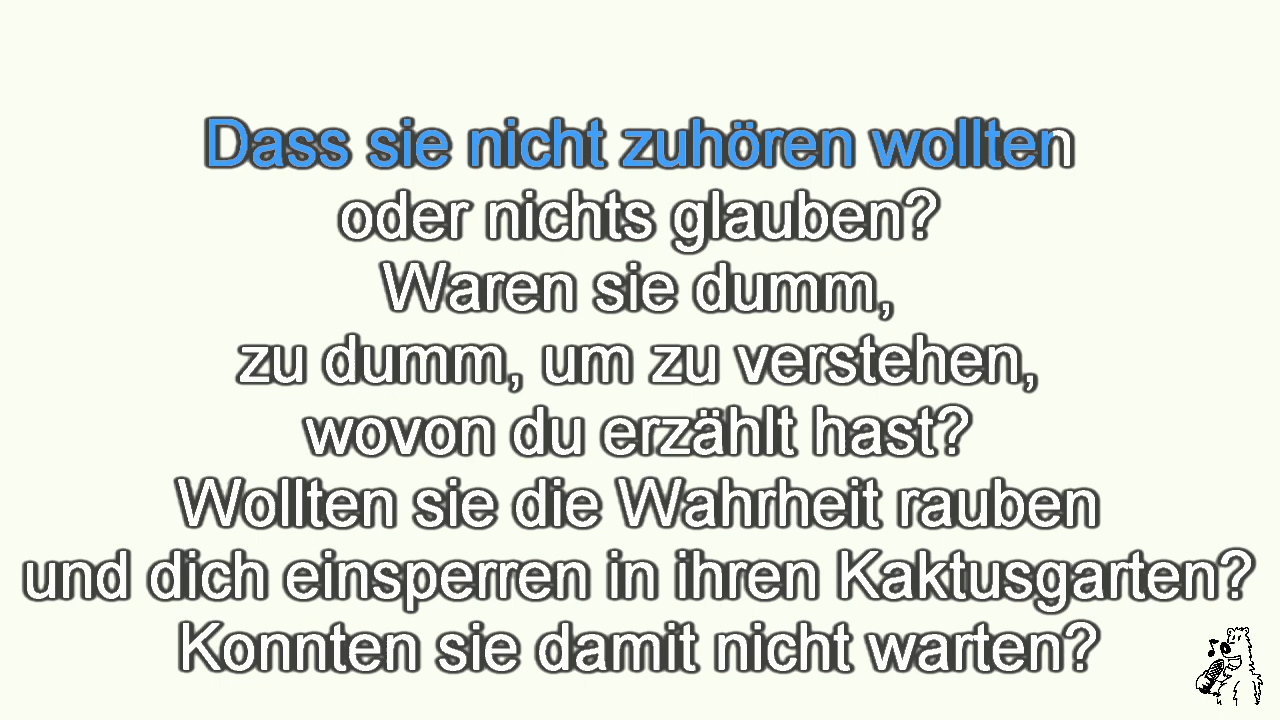 Dass sie nicht zuhören wollten
oder nichts glauben?
Waren sie dumm,
zu dumm, um zu verstehen,
wovon du erzählt hast?
Wollten sie die Wahrheit rauben
und dich einsperren in ihren Kaktusgarten?
Konnten sie damit nicht warten?